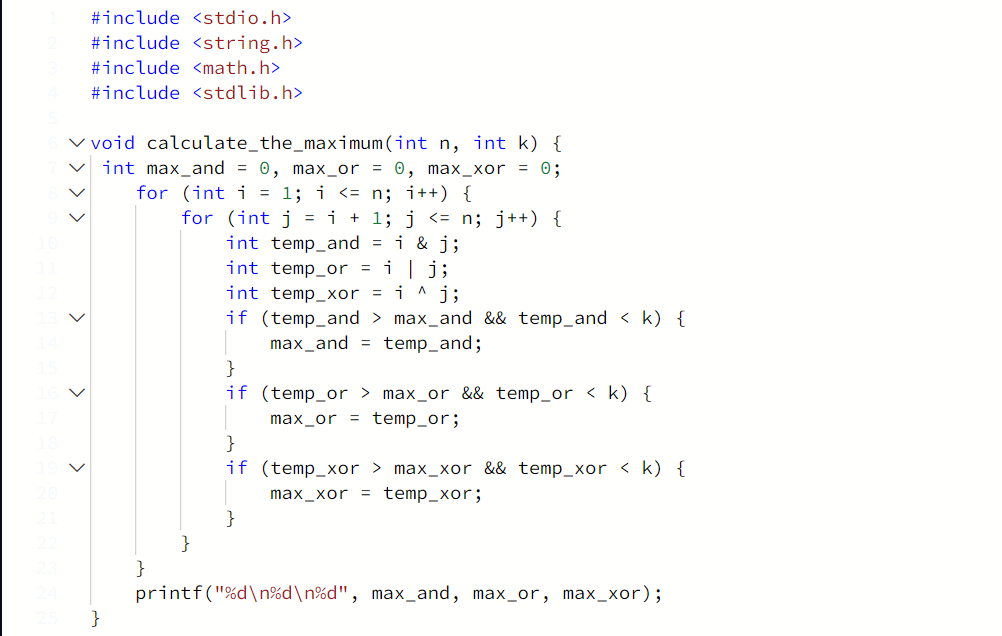 1 #include <stdio.h>
2 #include <string.h>
3 #include <math.h>
4 #include <stdlib.h>
5
6 void calculate_the_maximum(int n, int k) {
7  int max_and = 0, max_or = 0, max_xor = 0;
8     for (int i = 1; i <= n; i++) {
9         for (int j = i + 1; j <= n; j++) {
10             int temp_and = i & j;
11             int temp_or = i | j;
12             int temp_xor = i ^ j;
13             if (temp_and > max_and && temp_and < k) {
14                 max_and = temp_and;
15             }
16             if (temp_or > max_or && temp_or < k) {
17                 max_or = temp_or;
18             }
19             if (temp_xor > max_xor && temp_xor < k) {
20                 max_xor = temp_xor;
21             }
22         }
23     }
24     printf("%d\n%d\n%d", max_and, max_or, max_xor);
25 }